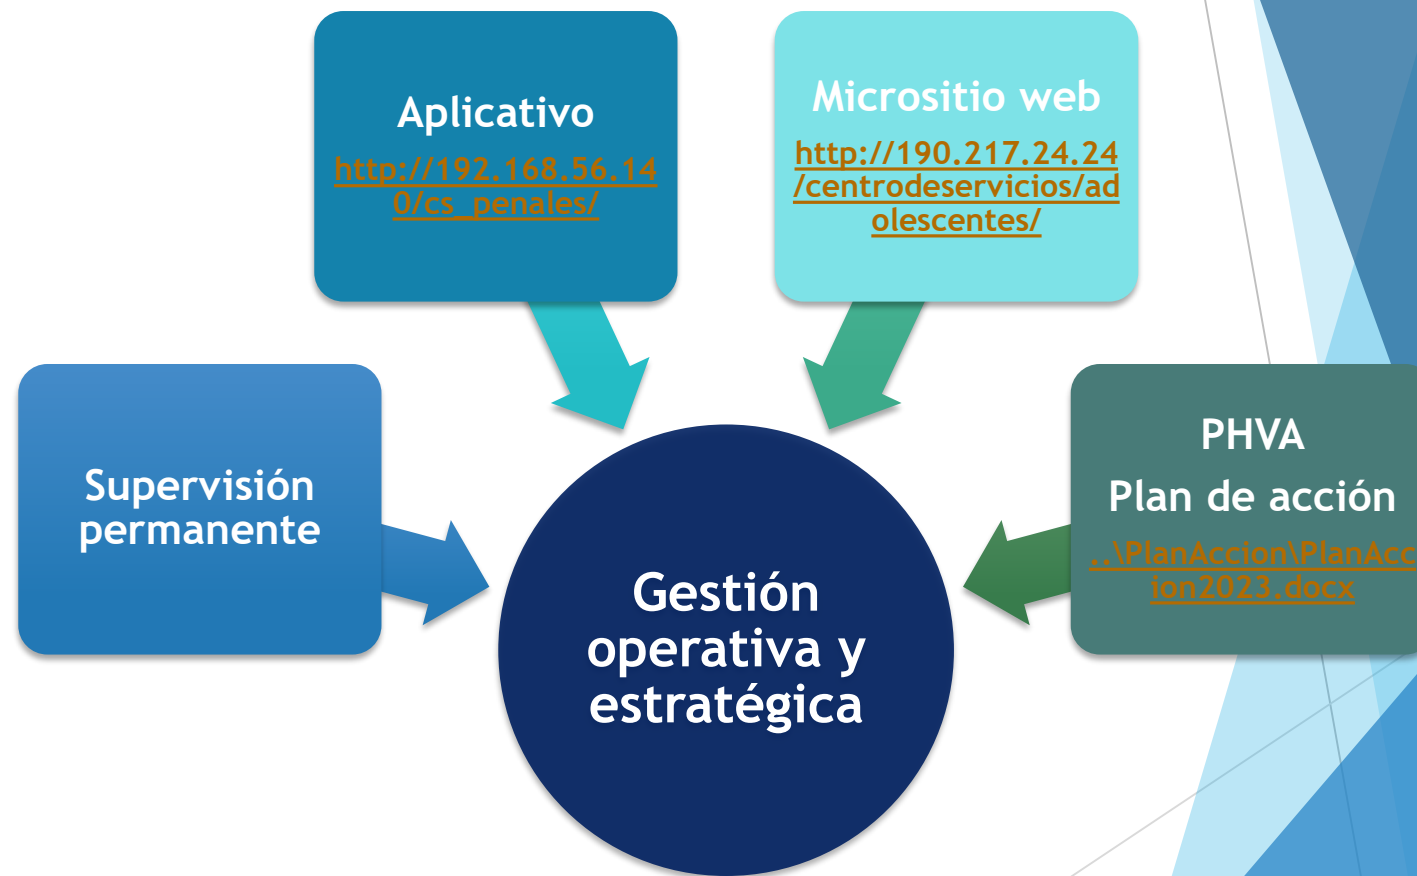 Aplicativo
http://192.168.56.14
0/cs_penales/
Micrositio web
http://190.217.24.24
/centrodeservicios/ad
olescentes/
Supervisión
permanente
PHVA
Plan de acción
..\PlanAccion\PlanAcc
ion2023.docx
Gestión
operativa y
estratégica